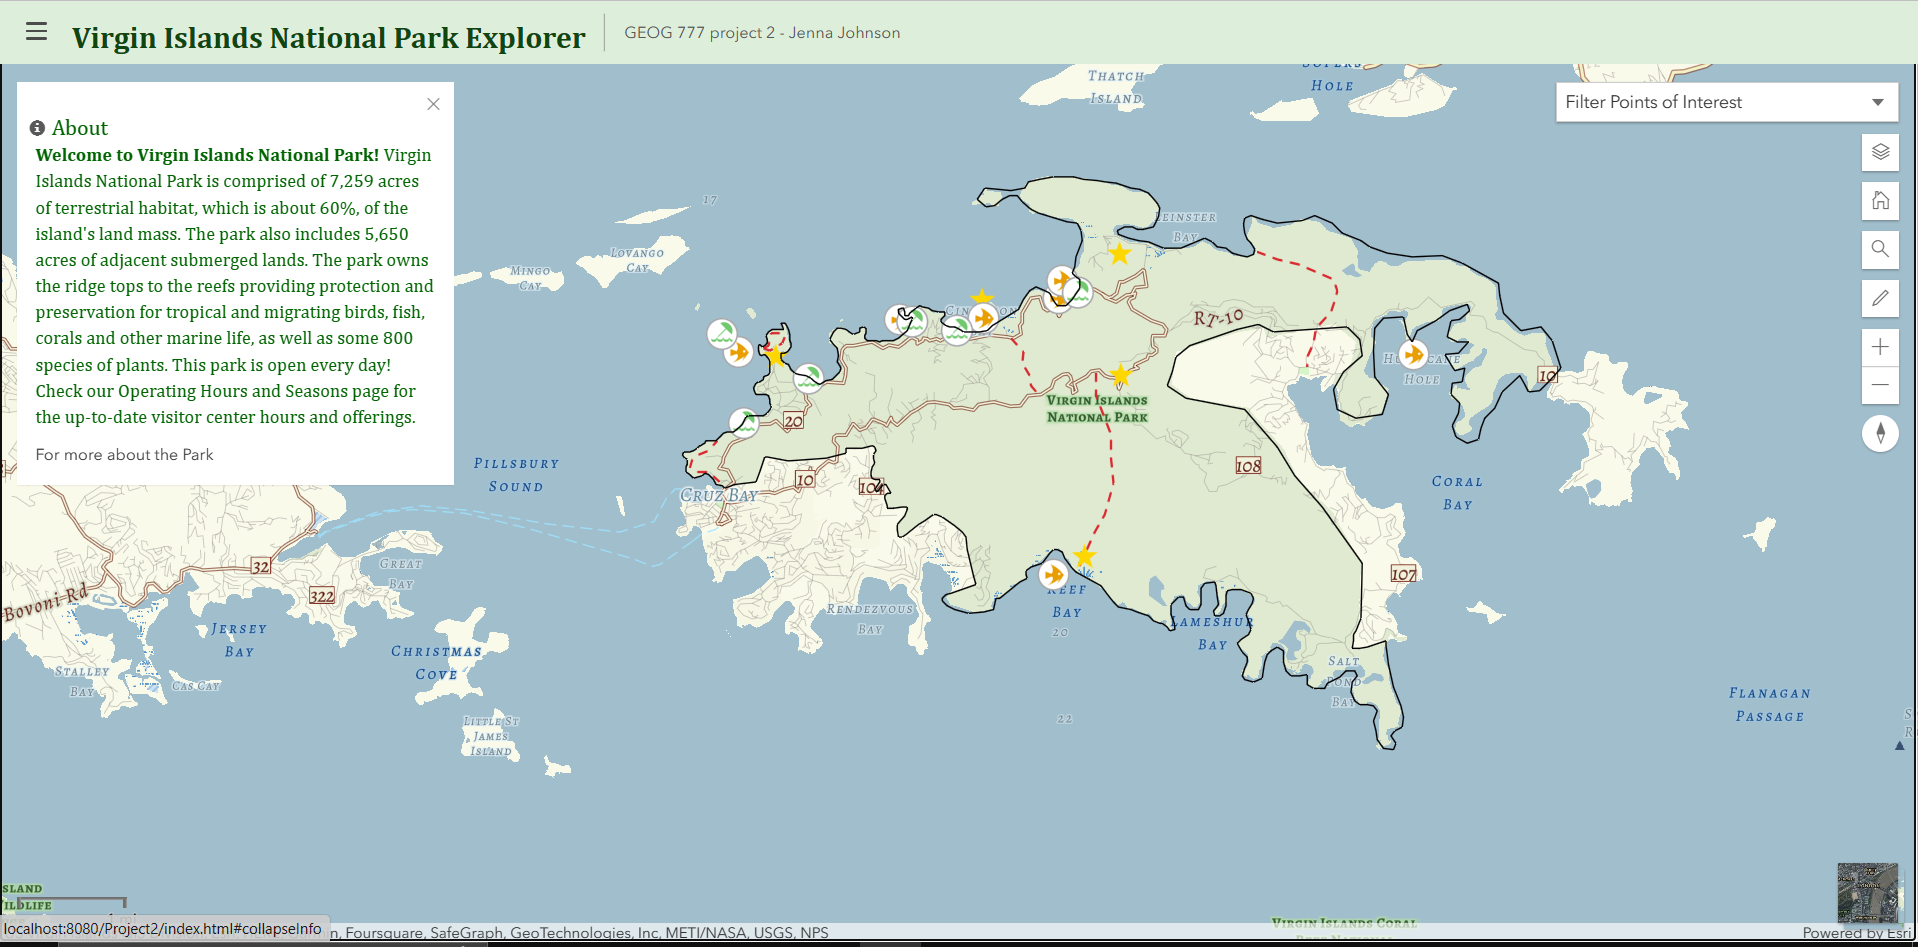 Virgin Islands National Park Explorer
GEOG 777 project 2 - Jenna Johnson
About
Welcome to Virgin Islands National Park! Virgin
Islands National Park is comprised of 7,259 acres
of terrestrial habitat, which is about 60%, of the
island's land mass. The park also includes 5,650
acres of adjacent submerged lands. The park owns
the ridge tops to the reefs providing protection and
preservation for tropical and migrating birds, fish,
corals and other marine life, as well as some 800
species of plants. This park is open every day!
Check our Operating Hours and Seasons page for
the up-to-date visitor center hours and offerings.
For more about the Park
Filter Points of Interest
THATCH
ISLAND
HOLE
17
LEINSTER
BAY
LOVANGO
CAY
MINGO
CAY
RT-10
HOLE
10
VIRGIN ISLANDS
NATIONAL PARK
20
108
10
104
PILLSBURY
SOUND
CRUZ BAY
CORAL
BAY
32
GREAT
BAY
322
107
Bovoni Rd
REEF
BAY
20
RENDEZVOUS
BAY
JERSEY
BAY
LAMESHUR
BAY
CHRISTMAS
COVE
STALLEY
BAY
CAS CAY
SALT
POND
BAY
FLANAGAN
PASSAGE
22
LITTLE ST
JAMES
ISLAND
VIRGIN ISLANDS CORAL
localhost:8080/Project2/index.html#collapseInfo
, Foursquare, SafeGraph, GeoTechnologies, Inc, METI/NASA, USGS, NPS
Powered by Esri